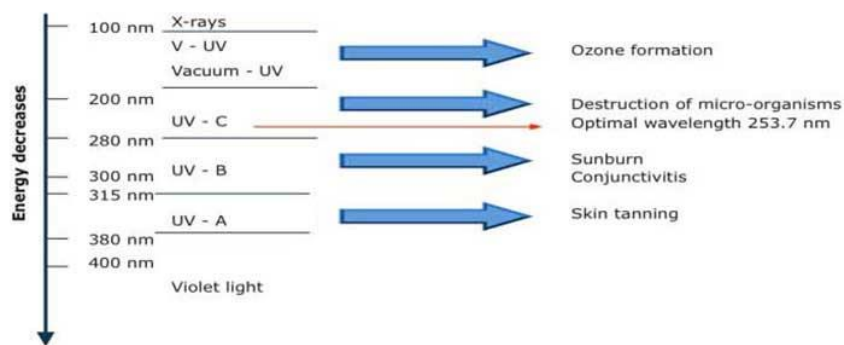 X-rays
100 nm
V - UV
Ozone formation
Vacuum - UV
200 nm
Destruction of micro-organisms
UV - C
Optimal wavelength 253.7 nm
280 nm
Sunburn
UV - B
300 nm
Conjunctivitis
315 nm
UV - A
Skin tanning
380 nm
400 nm
Violet light
Energy decreases